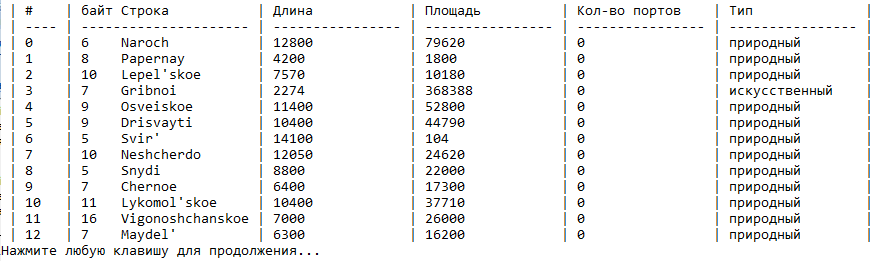 | # | байт Строка | Длина | Площадь | Кол-во портов | Тип |
| ---- | ---- ---------------- | --------------- | --------------- | --------------- | --------------- |
| 0 | 6 Naroch | 12800 | 79620 | 0 | природный |
| 1 | 8 Papernay | 4200 | 1800 | 0 | природный |
| 2 | 10 Lepel'skoe | 7570 | 10180 | 0 | природный |
| 3 | 7 Gribnoi | 2274 | 368388 | 0 | искусственный |
| 4 | 9 Osveiskoe | 11400 | 52800 | 0 | природный |
| 5 | 9 Drisvayti | 10400 | 44790 | 0 | природный |
| 6 | 5 Svir' | 14100 | 104 | 0 | природный |
| 7 | 10 Neshcherdo | 12050 | 24620 | 0 | природный |
| 8 | 5 Snydi | 8800 | 22000 | 0 | природный |
| 9 | 7 Chernoe | 6400 | 17300 | 0 | природный |
| 10 | 11 Lykomol'skoe | 10400 | 37710 | 0 | природный |
| 11 | 16 Vigonoshchanskoe | 7000 | 26000 | 0 | природный |
| 12 | 7 Maydel' | 6300 | 16200 | 0 | природный |
Нажмите любую клавишу для продолжения...